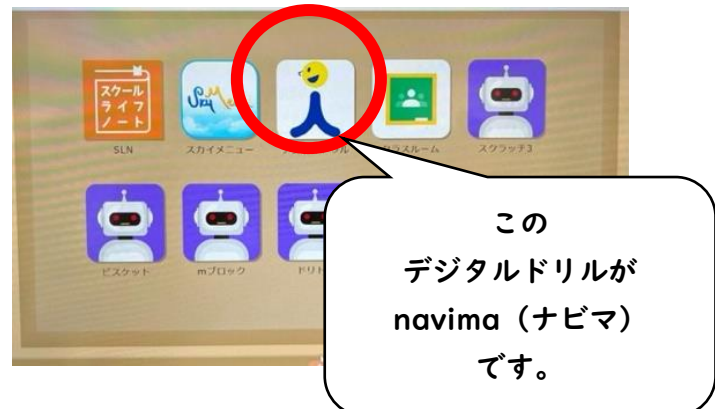 スクール
ライフ
ノート
SLN
スカイメニュー
クラスルーム
スクラッチ3
ビスケット
mブロック
この
デジタルドリルが
navima（ナビマ）
です。